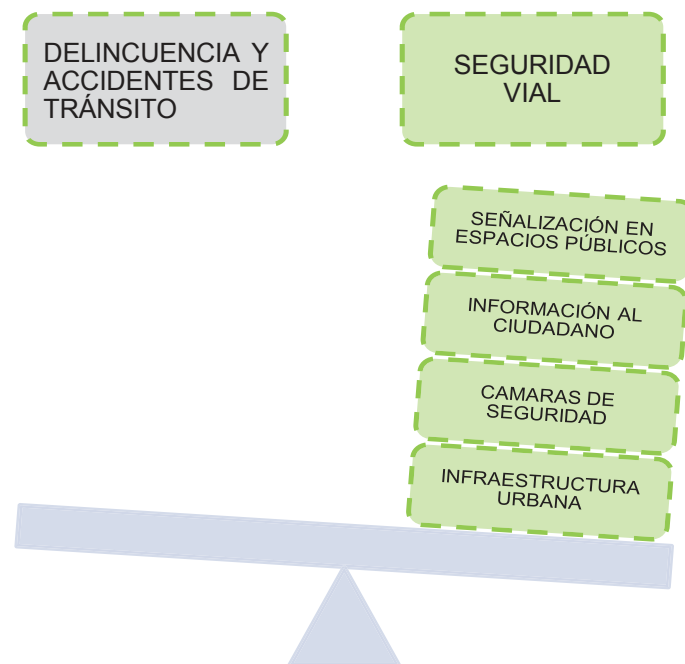 DELINCUENCIA Y
ACCIDENTES DE
TRÁNSITO
SEGURIDAD
VIAL
SEÑALIZACIÓN EN
ESPACIOS PÚBLICOS
INFORMACIÓN AL
CIUDADANO
CAMARAS DE
SEGURIDAD
INFRAESTRUCTURA
URBANA